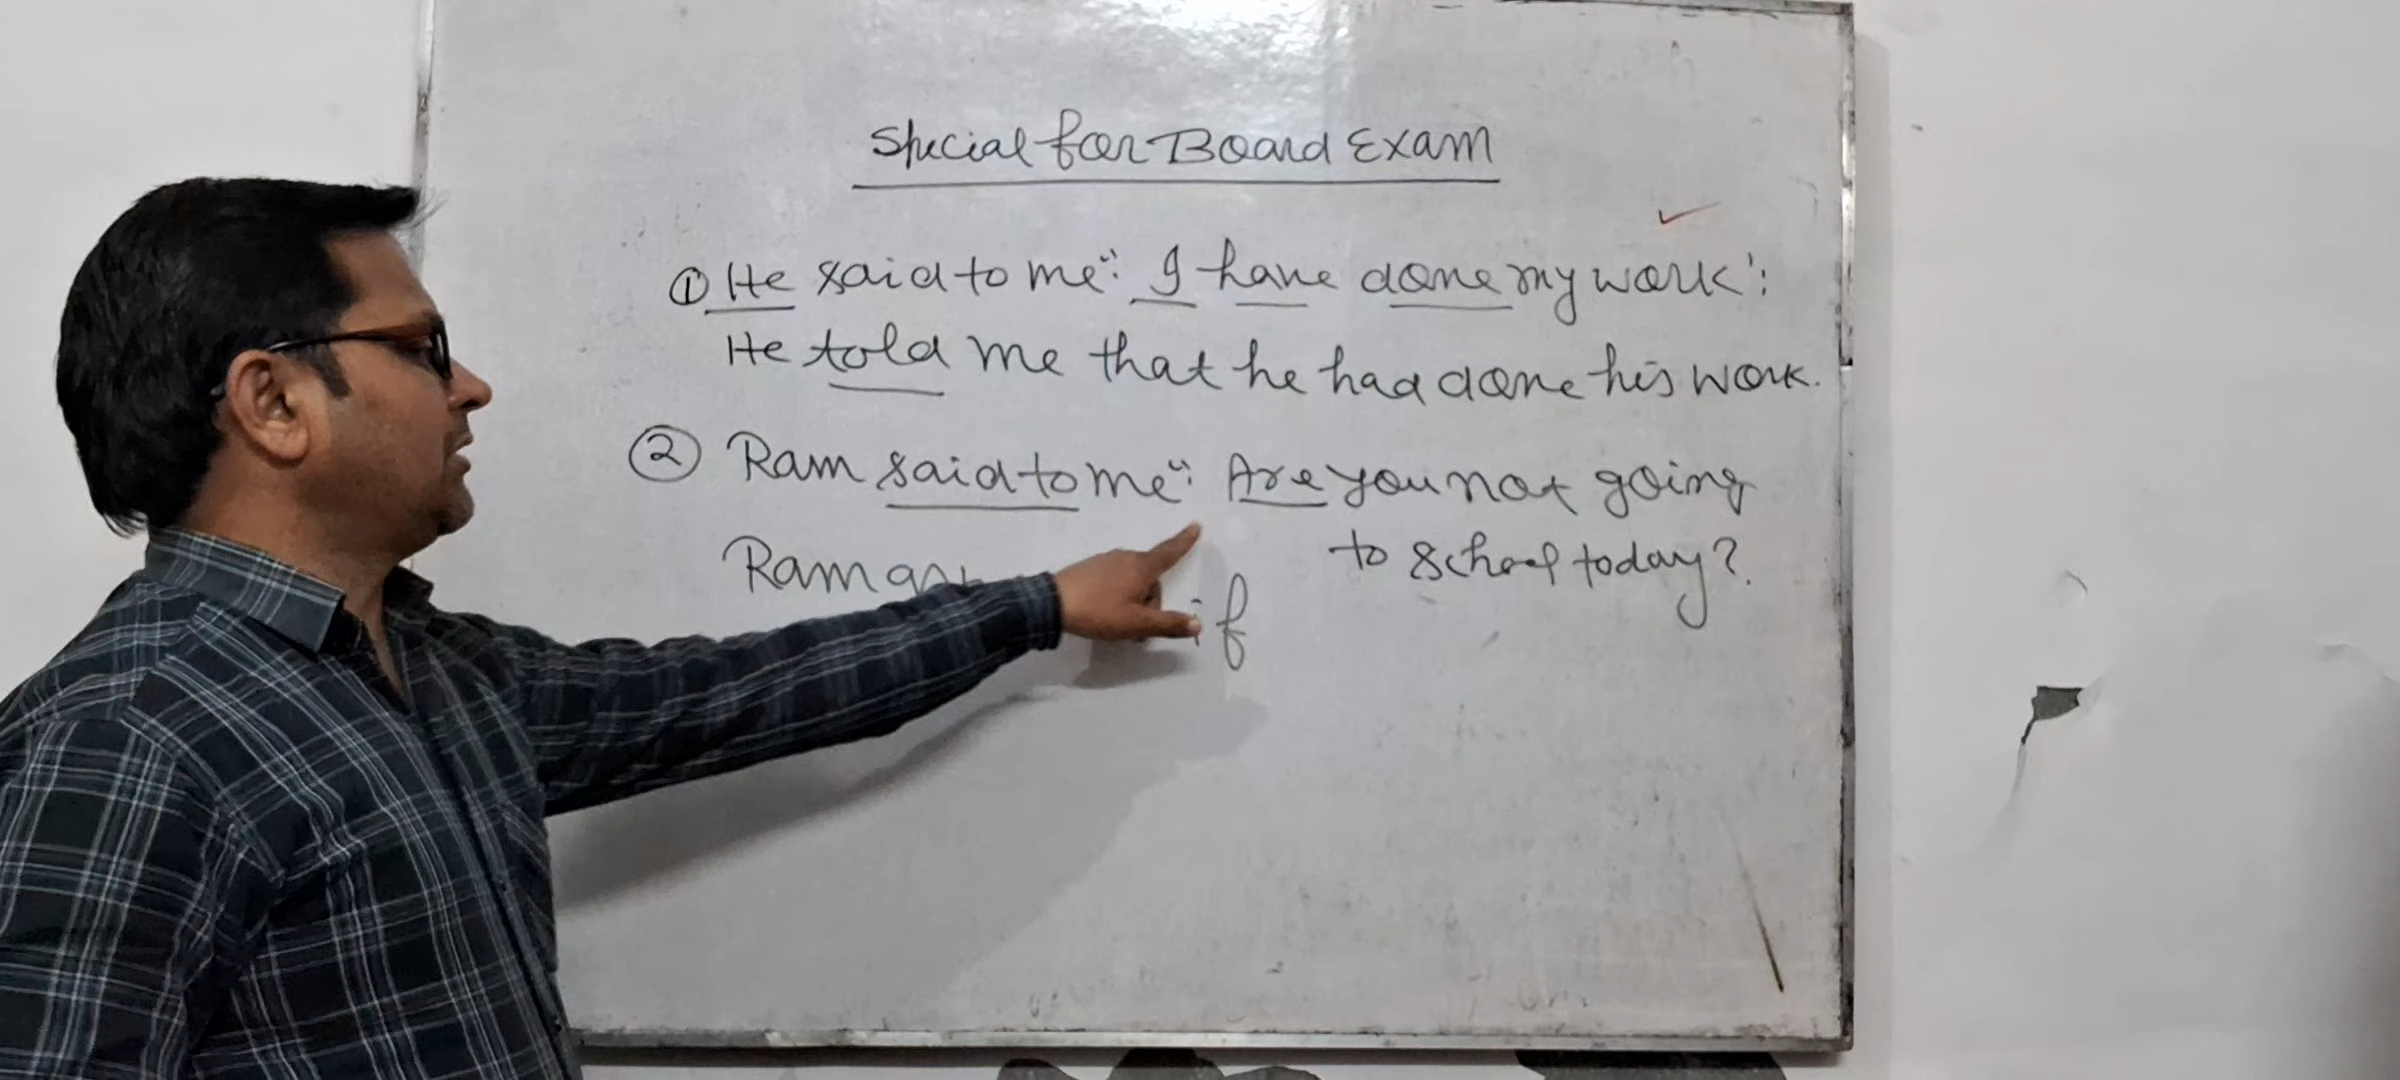 Special for Board Exam
① He said to me": I have done my work":
He told me that he had done his work.
② Ram said to me": Are you not going
to school today?
Ram if